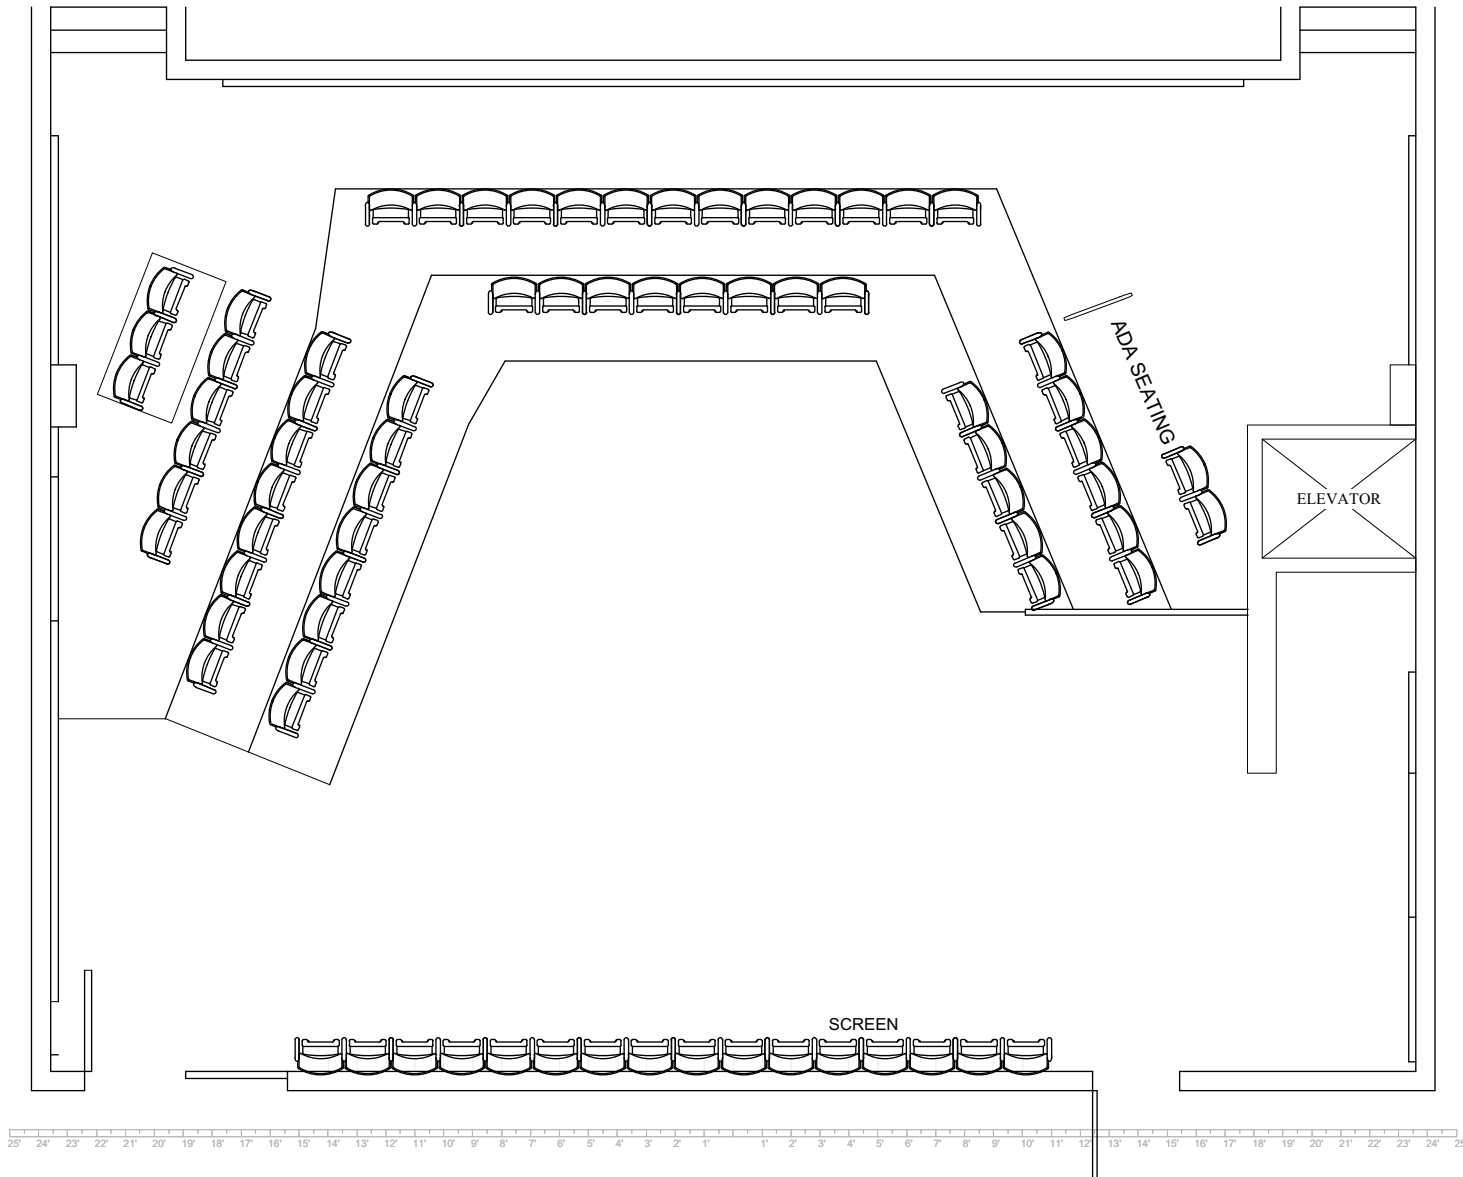 ADA SEATING
ELEVATOR
SCREEN
25' 24' 23' 22' 21' 20' 19' 18' 17' 16' 15' 14' 13' 12' 11' 10' 9' 8' 7' 6' 5' 4' 3' 2' 1' 1' 2' 3' 4' 5' 6' 7' 8' 9' 10' 11' 12' 13' 14' 15' 16' 17' 18' 19' 20' 21' 22' 23' 24' 25